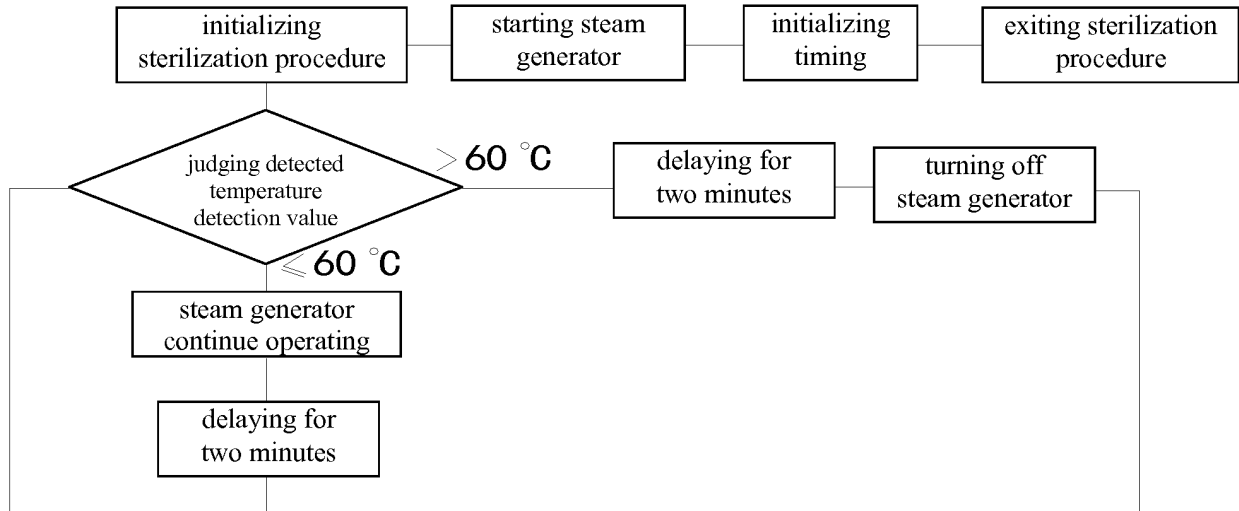 initializing
sterilization procedure
starting steam
generator
initializing
timing
exiting sterilization
procedure
judging detected
temperature
detection value
>60 °C
delaying for
two minutes
turning off
steam generator
≤60 °C
steam generator
continue operating
delaying for
two minutes